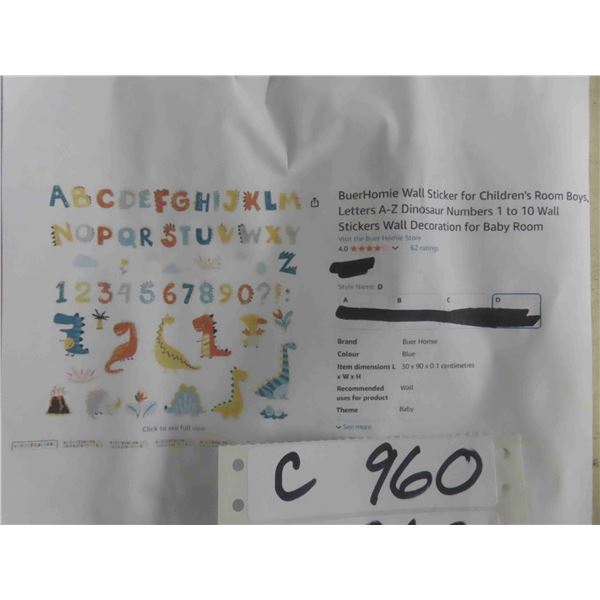 ABCDEFGHIJKLM
NOPQRSTUVWXY
Z
1234567890?!:
Click to see full view
BuerHomie Wall Sticker for Children's Room Boys,
Letters A-Z Dinosaur Numbers 1 to 10 Wall
Stickers Wall Decoration for Baby Room
Visit the Buer Homie Store
4.0 62 ratings
Style Name: D
A B C D
Brand Buer Homie
Colour Blue
Item dimensions L 30 x 90 x 0.1 centimetres
x W x H
Recommended Wall
uses for product
Theme Baby
See more
C 960